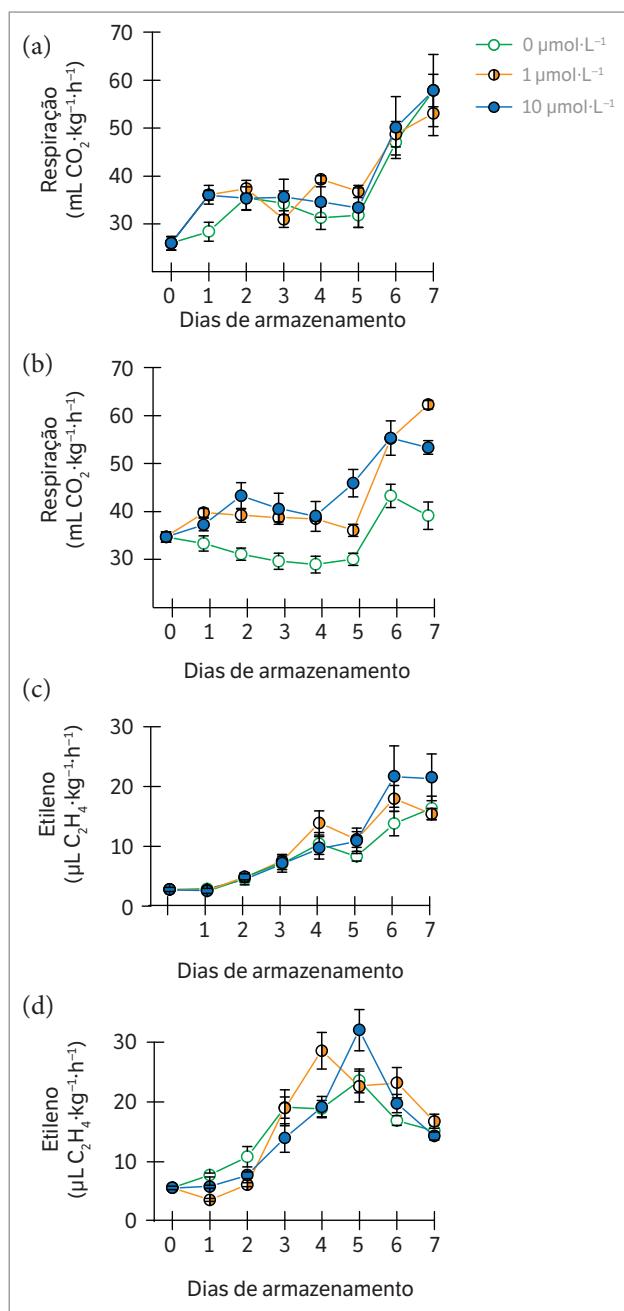 (a)
0 µmol·L⁻¹
1 µmol·L⁻¹
10 µmol·L⁻¹
Respiração
(mL CO₂·kg⁻¹·h⁻¹)
70
60
50
40
30
0 1 2 3 4 5 6 7
Dias de armazenamento
(b)
Respiração
(mL CO₂·kg⁻¹·h⁻¹)
70
60
50
40
30
0 1 2 3 4 5 6 7
Dias de armazenamento
(c)
Etileno
(µL C₂H₄·kg⁻¹·h⁻¹)
30
20
10
0
1 2 3 4 5 6 7
Dias de armazenamento
(d)
Etileno
(µL C₂H₄·kg⁻¹·h⁻¹)
30
20
10
0
0 1 2 3 4 5 6 7
Dias de armazenamento